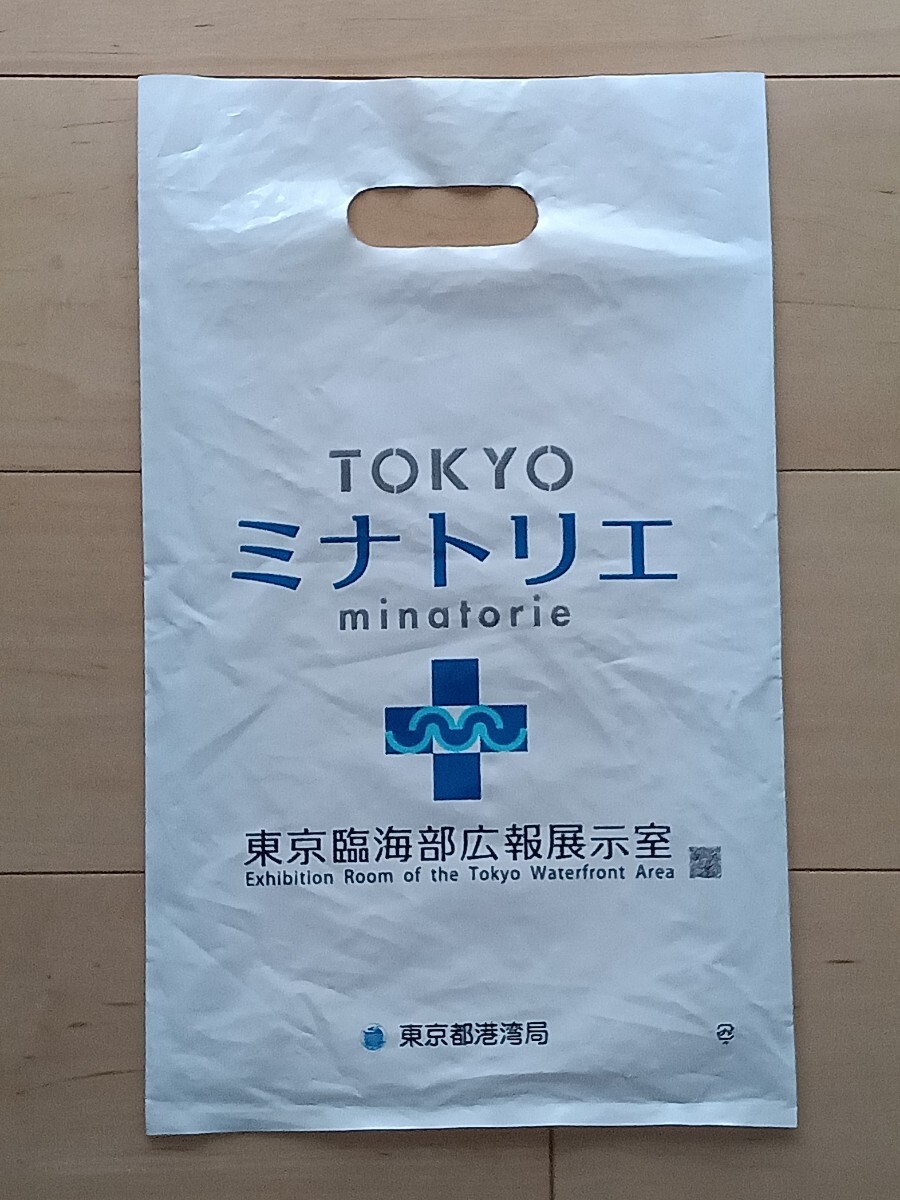 TOKYO
ミナトリエ
minatorie
東京臨海部広報展示室
Exhibition Room of the Tokyo Waterfront Area
東京都港湾局